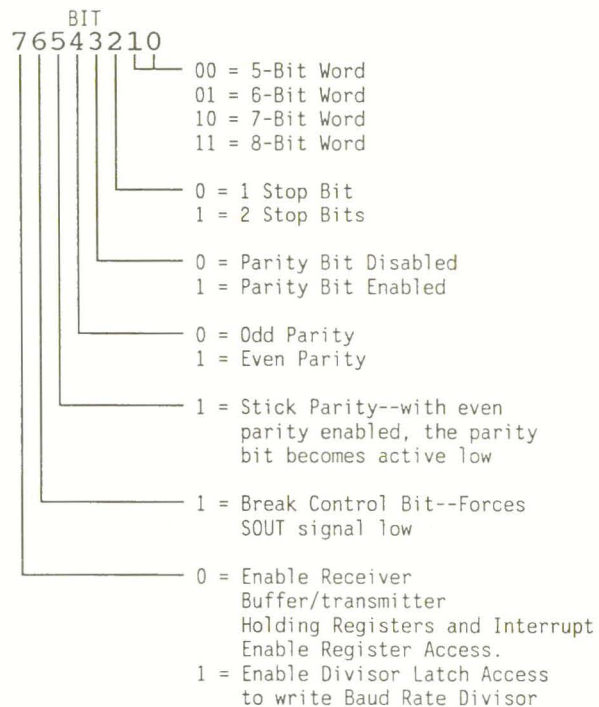 BIT
76543210
00 = 5-Bit Word
01 = 6-Bit Word
10 = 7-Bit Word
11 = 8-Bit Word
0 = 1 Stop Bit
1 = 2 Stop Bits
0 = Parity Bit Disabled
1 = Parity Bit Enabled
0 = Odd Parity
1 = Even Parity
1 = Stick Parity--with even
parity enabled, the parity
bit becomes active low
1 = Break Control Bit--Forces
SOUT signal low
0 = Enable Receiver
Buffer/transmitter
Holding Registers and Interrupt
Enable Register Access.
1 = Enable Divisor Latch Access
to write Baud Rate Divisor